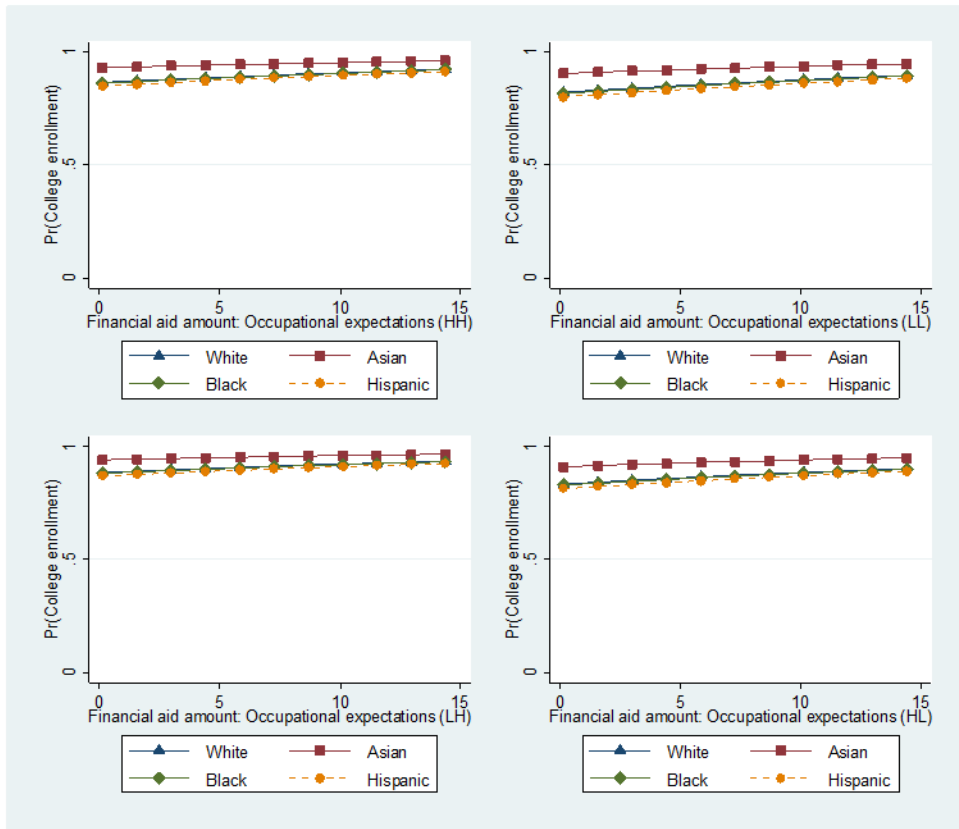 Pr(College enrollment)
1
.5
0
0 5 10 15
Financial aid amount: Occupational expectations (HH)
White Asian
Black Hispanic
Pr(College enrollment)
1
.5
0
0 5 10 15
Financial aid amount: Occupational expectations (LL)
White Asian
Black Hispanic
Pr(College enrollment)
1
.5
0
0 5 10 15
Financial aid amount: Occupational expectations (LH)
White Asian
Black Hispanic
Pr(College enrollment)
1
.5
0
0 5 10 15
Financial aid amount: Occupational expectations (HL)
White Asian
Black Hispanic